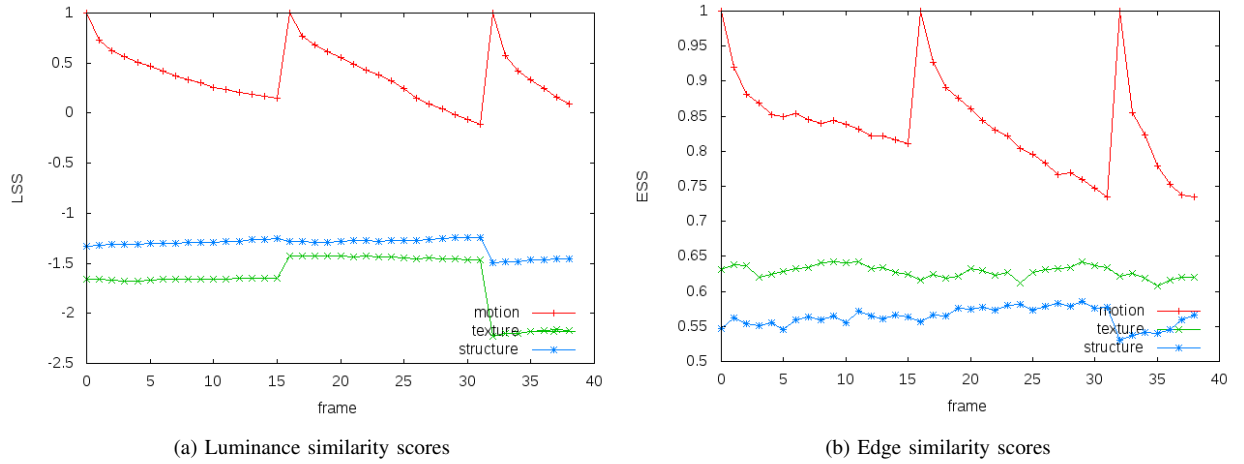 1
0.5
0
-0.5
-1
-1.5
-2
-2.5
LSS
motion
texture
structure
0 5 10 15 20 25 30 35 40
frame
(a) Luminance similarity scores
1
0.95
0.9
0.85
0.8
0.75
0.7
0.65
0.6
0.55
0.5
ESS
motion
texture
structure
0 5 10 15 20 25 30 35 40
frame
(b) Edge similarity scores